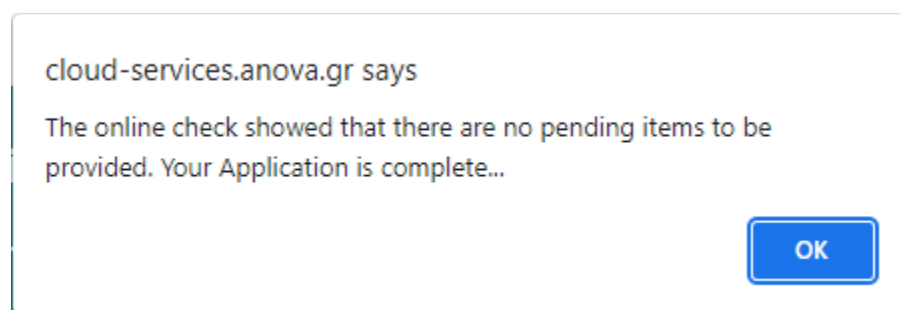 cloud-services.anova.gr says
The online check showed that there are no pending items to be
provided. Your Application is complete...
OK